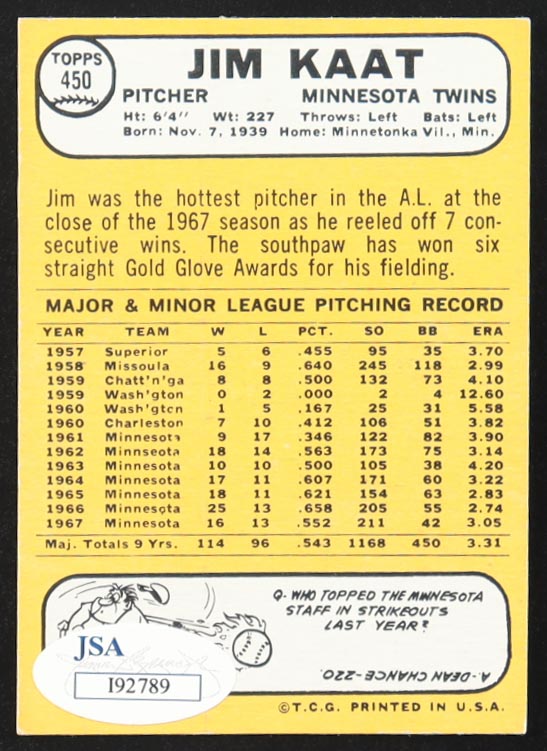 TOPPS
450
JIM KAAT
PITCHER MINNESOTA TWINS
Ht: 6'4" Wt: 227 Throws: Left Bats: Left
Born: Nov. 7, 1939 Home: Minnetonka Vil., Min.
Jim was the hottest pitcher in the A.L. at the
close of the 1967 season as he reeled off 7 con-
secutive wins. The southpaw has won six
straight Gold Glove Awards for his fielding.
MAJOR & MINOR LEAGUE PITCHING RECORD
YEAR TEAM W L PCT. SO BB ERA
1957 Superior 5 6 .455 95 35 3.70
1958 Missoula 16 9 .640 245 118 2.99
1959 Chatt'n'ga 8 8 .500 132 73 4.10
1959 Wash'gton 0 2 .000 2 4 12.60
1960 Wash'gton 1 5 .167 25 31 5.58
1960 Charleston 7 10 .412 106 51 3.82
1961 Minnesota 9 17 .346 122 82 3.90
1962 Minnseota 18 14 .563 173 75 3.14
1963 Minnesota 10 10 .500 105 38 4.20
1964 Minnesota 17 11 .607 171 60 3.22
1965 Minnesota 18 11 .621 154 63 2.83
1966 Minnesota 25 13 .658 205 55 2.74
1967 Minnesota 16 13 .552 211 42 3.05
Maj. Totals 9 Yrs. 114 96 .543 1168 450 3.31
Q- WHO TOPPED THE MINNESOTA
STAFF IN STRIKEOUTS
LAST YEAR?
A- DEAN CHANCE-220.
JSA
I92789
© T.C.G. PRINTED IN U.S.A.